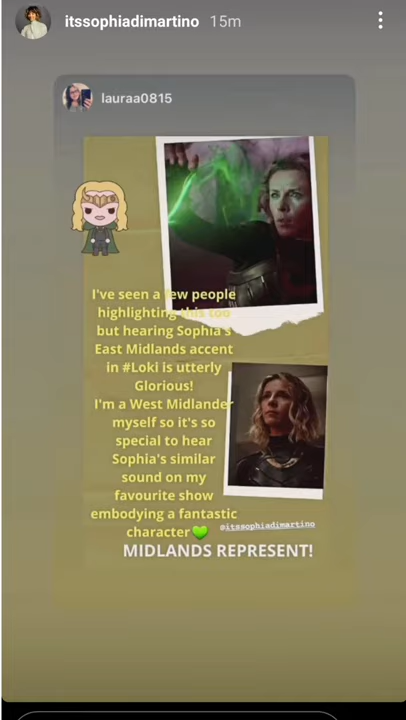 itssophiadimartino 15m
lauraa0815
I've seen a few people
highlighting this too
but hearing Sophia's
East Midlands accent
in #Loki is utterly
Glorious!
I'm a West Midlander
myself so it's so
special to hear
Sophia's similar
sound on my
favourite show
embodying a fantastic
character💚
@itssophiadimartino
MIDLANDS REPRESENT!